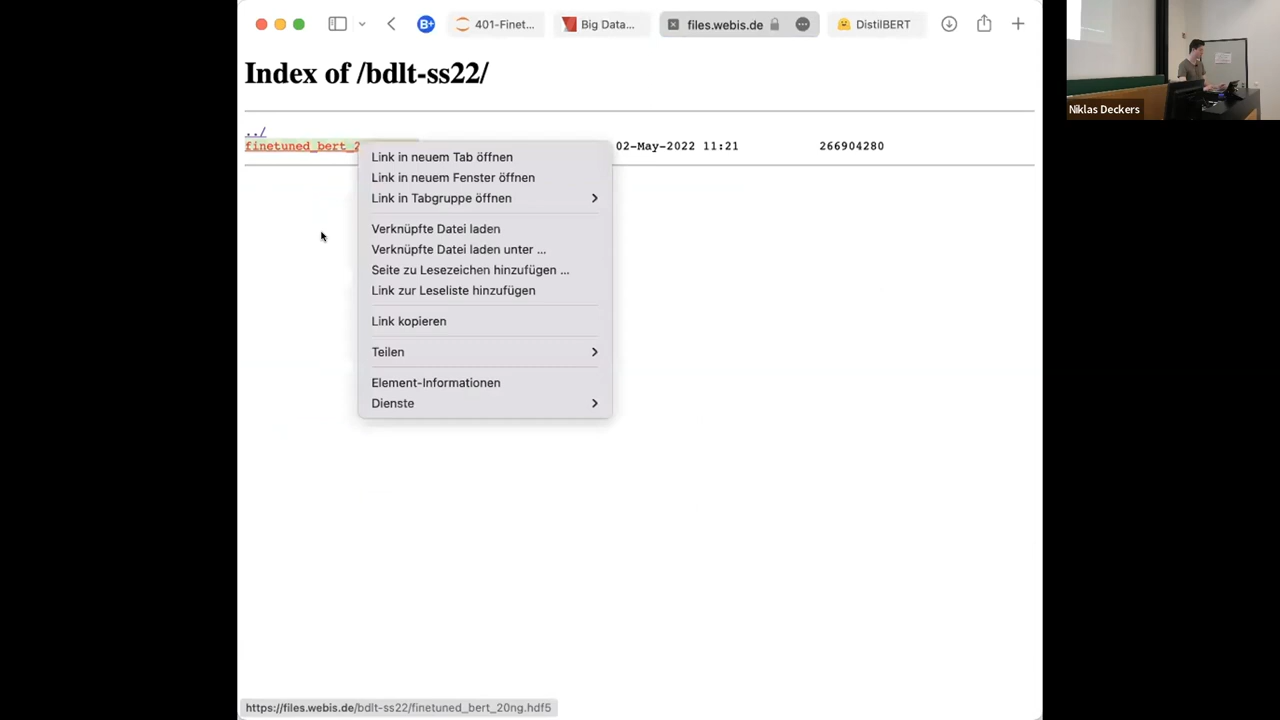 401-Finet... Big Data... files.webis.de DistilBERT
Niklas Deckers
Index of /bdlt-ss22/
../
finetuned_bert_2 02-May-2022 11:21 266904280
Link in neuem Tab öffnen
Link in neuem Fenster öffnen
Link in Tabgruppe öffnen
Verknüpfte Datei laden
Verknüpfte Datei laden unter ...
Seite zu Lesezeichen hinzufügen ...
Link zur Leseliste hinzufügen
Link kopieren
Teilen
Element-Informationen
Dienste
https://files.webis.de/bdlt-ss22/finetuned_bert_20ng.hdf5